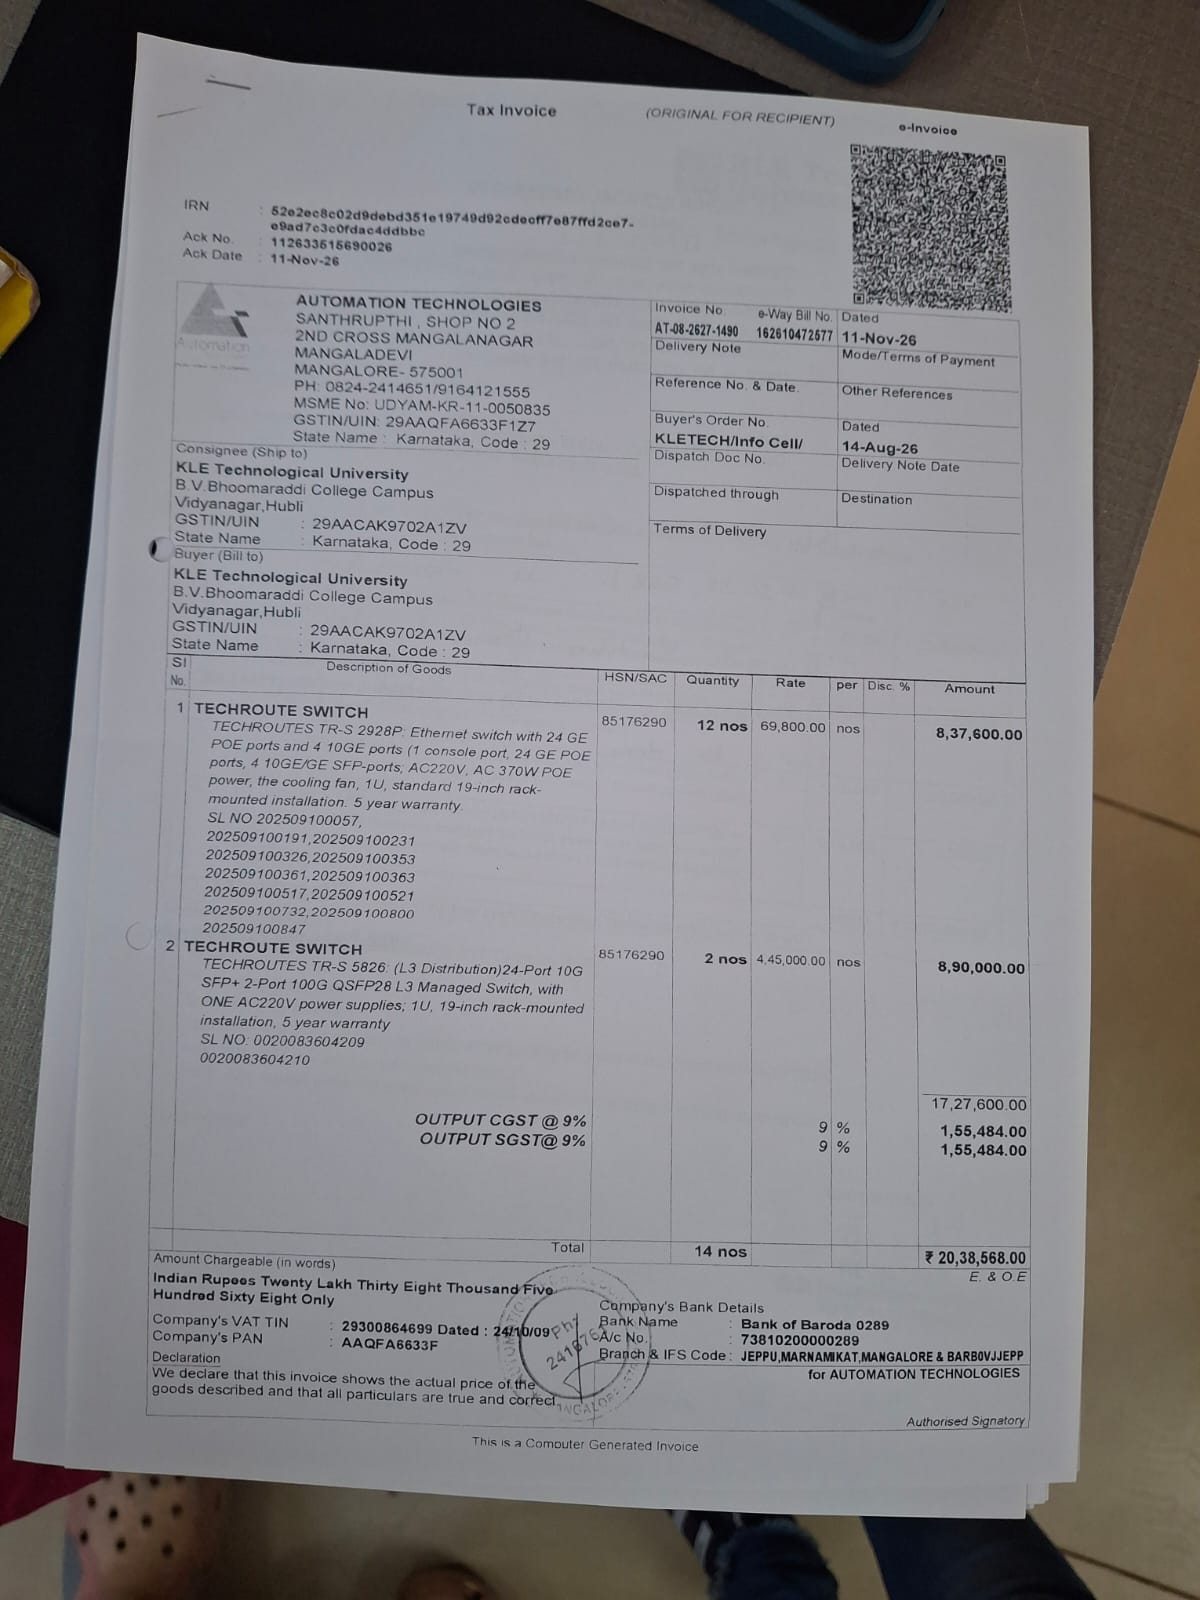 Tax Invoice
(ORIGINAL FOR RECIPIENT)
e-Invoice
IRN : 52e2ec8c02d9debd351e19749d92cdecff7e87ffd2ce7-
e9ad7c3c0fdac4ddbbc
Ack No. : 112633515690026
Ack Date : 11-Nov-26
Automation
AUTOMATION TECHNOLOGIES
SANTHRUPTHI , SHOP NO 2
2ND CROSS MANGALANAGAR
MANGALADEVI
MANGALORE- 575001
PH: 0824-2414651/9164121555
MSME No: UDYAM-KR-11-0050835
GSTIN/UIN: 29AAQFA6633F1Z7
State Name : Karnataka, Code : 29
Invoice No. e-Way Bill No. Dated
AT-08-2627-1490 162610472577 11-Nov-26
Delivery Note Mode/Terms of Payment
Reference No. & Date. Other References
Buyer's Order No. Dated
KLETECH/Info Cell/ 14-Aug-26
Dispatch Doc No. Delivery Note Date
Dispatched through Destination
Terms of Delivery
Consignee (Ship to)
KLE Technological University
B.V.Bhoomaraddi College Campus
Vidyanagar,Hubli
GSTIN/UIN : 29AACAK9702A1ZV
State Name : Karnataka, Code : 29
Buyer (Bill to)
KLE Technological University
B.V.Bhoomaraddi College Campus
Vidyanagar,Hubli
GSTIN/UIN : 29AACAK9702A1ZV
State Name : Karnataka, Code : 29
Sl No. Description of Goods HSN/SAC Quantity Rate per Disc. % Amount
1 TECHROUTE SWITCH 85176290 12 nos 69,800.00 nos 8,37,600.00
TECHROUTES TR-S 2928P: Ethernet switch with 24 GE
POE ports and 4 10GE ports (1 console port, 24 GE POE
ports, 4 10GE/GE SFP-ports; AC220V, AC 370W POE
power, the cooling fan, 1U, standard 19-inch rack-
mounted installation. 5 year warranty.
SL NO 202509100057,
202509100191,202509100231
202509100326,202509100353
202509100361,202509100363
202509100517,202509100521
202509100732,202509100800
202509100847
2 TECHROUTE SWITCH 85176290 2 nos 4,45,000.00 nos 8,90,000.00
TECHROUTES TR-S 5826: (L3 Distribution)24-Port 10G
SFP+ 2-Port 100G QSFP28 L3 Managed Switch, with
ONE AC220V power supplies; 1U, 19-inch rack-mounted
installation, 5 year warranty
SL NO: 0020083604209
0020083604210
17,27,600.00
OUTPUT CGST @ 9% 9 % 1,55,484.00
OUTPUT SGST@ 9% 9 % 1,55,484.00
Total 14 nos ₹ 20,38,568.00
Amount Chargeable (in words) E. & O.E
Indian Rupees Twenty Lakh Thirty Eight Thousand Five
Hundred Sixty Eight Only
Company's VAT TIN : 29300864699 Dated : 24/10/09
Company's PAN : AAQFA6633F
Declaration
We declare that this invoice shows the actual price of the
goods described and that all particulars are true and correct.
Company's Bank Details
Bank Name : Bank of Baroda 0289
A/c No. : 73810200000289
Branch & IFS Code : JEPPU,MARNAMIKAT,MANGALORE & BARB0VJJEPP
for AUTOMATION TECHNOLOGIES
Authorised Signatory
This is a Computer Generated Invoice